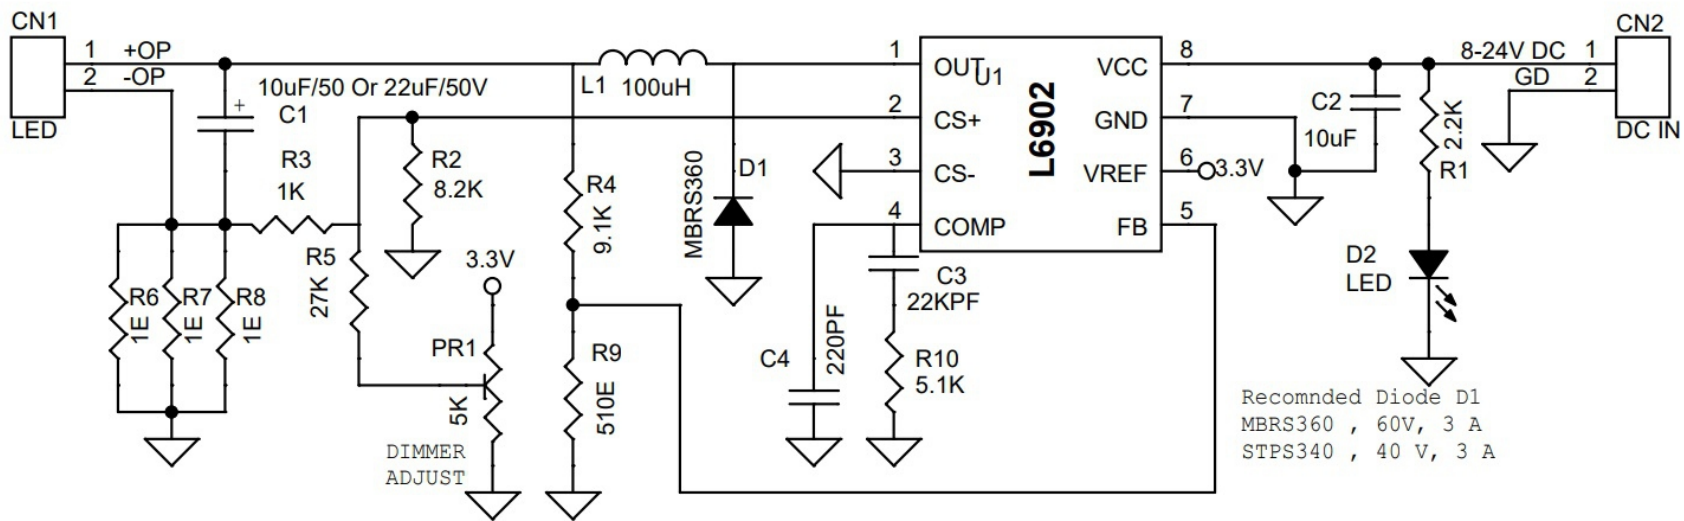 CN1
1
+OP
2
-OP
LED
10uF/50 Or 22uF/50V
+
C1
L1
100uH
R3
1K
R2
8.2K
R4
9.1K
MBRS360
D1
R5
27K
3.3V
R6
1E
R7
1E
R8
1E
PR1
5K
DIMMER
ADJUST
R9
510E
1
OUT
U1
VCC
8
2
CS+
GND
7
3
CS-
VREF
6
3.3V
4
COMP
FB
5
L6902
C3
22KPF
C4
220PF
R10
5.1K
C2
10uF
2.2K
R1
D2
LED
8-24V DC
1
GD
2
CN2
DC IN
Recomnded Diode D1
MBRS360 , 60V, 3 A
STPS340 , 40 V, 3 A